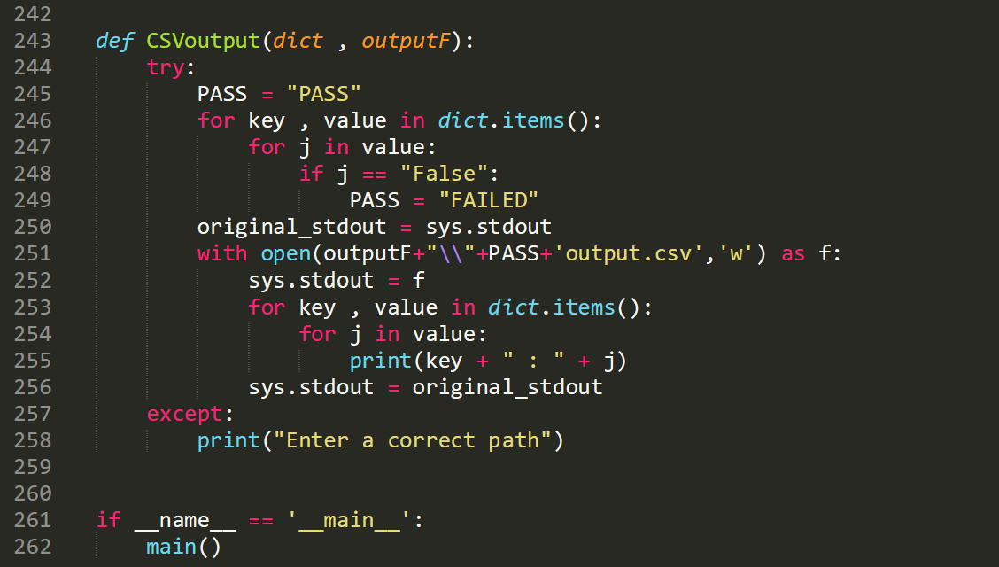 242
243 def CSVoutput(dict , outputF):
244     try:
245         PASS = "PASS"
246         for key , value in dict.items():
247             for j in value:
248                 if j == "False":
249                     PASS = "FAILED"
250         original_stdout = sys.stdout
251         with open(outputF+"\\"+PASS+'output.csv','w') as f:
252             sys.stdout = f
253             for key , value in dict.items():
254                 for j in value:
255                     print(key + " : " + j)
256             sys.stdout = original_stdout
257     except:
258         print("Enter a correct path")
259
260
261 if __name__ == '__main__':
262     main()